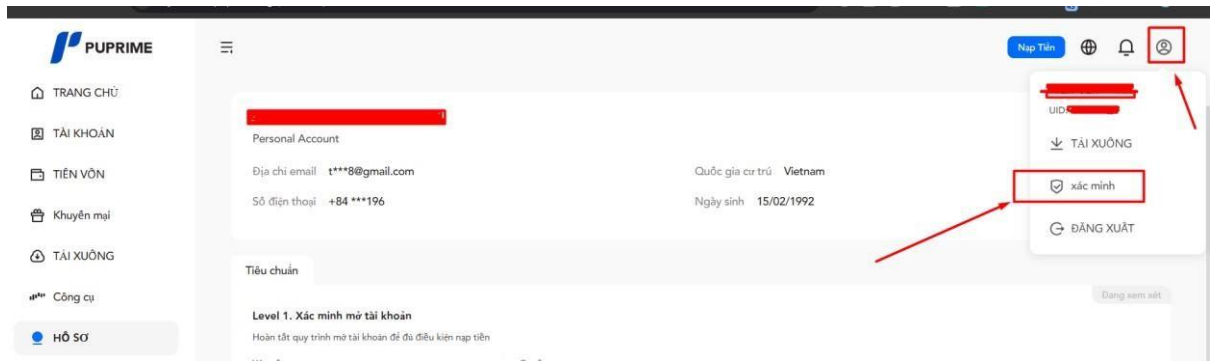 PUPRIME
Nạp Tiền
TRANG CHỦ
TÀI KHOẢN
TIỀN VỐN
Khuyến mại
TẢI XUỐNG
Công cụ
HỒ SƠ
Personal Account
Địa chỉ email t***8@gmail.com
Quốc gia cư trú Vietnam
Số điện thoại +84 ***196
Ngày sinh 15/02/1992
UID:
TẢI XUỐNG
xác minh
ĐĂNG XUẤT
Tiêu chuẩn
Đang xem xét
Level 1. Xác minh mở tài khoản
Hoàn tất quy trình mở tài khoản để đủ điều kiện nạp tiền